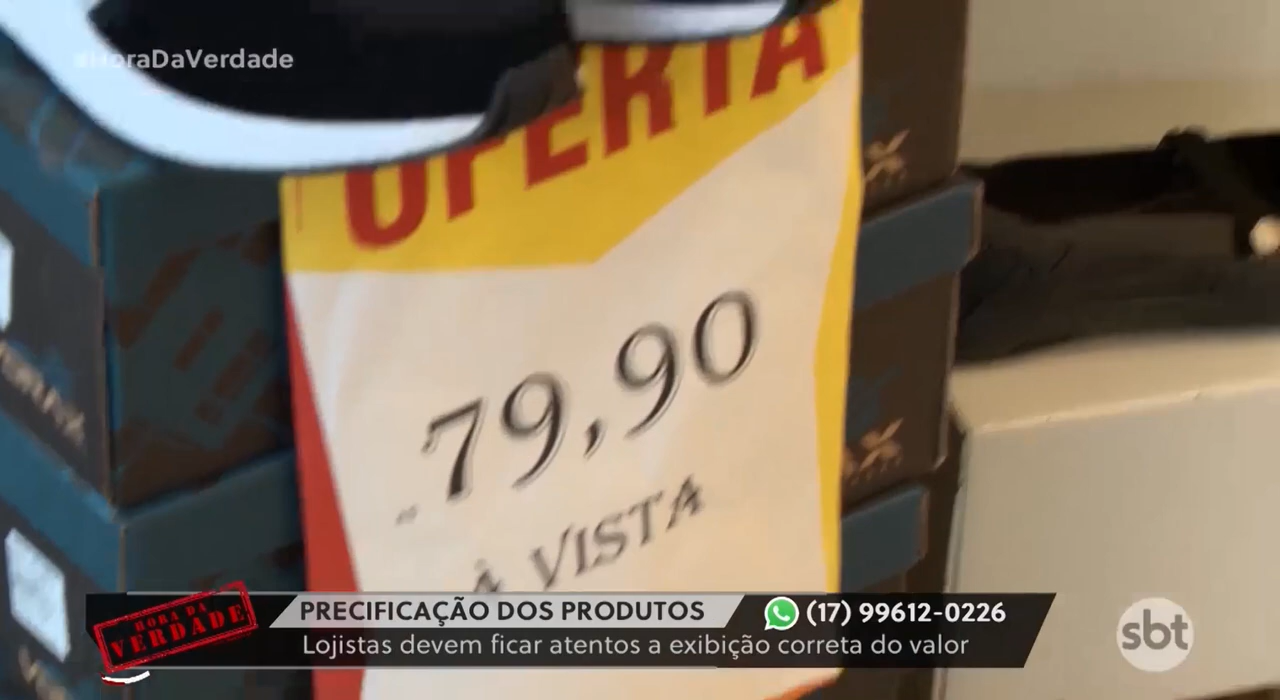 #HoraDaVerdade
OFERTA
79,90
À VISTA
HORA DA
VERDADE
PRECIFICAÇÃO DOS PRODUTOS
(17) 99612-0226
Lojistas devem ficar atentos a exibição correta do valor
sbt